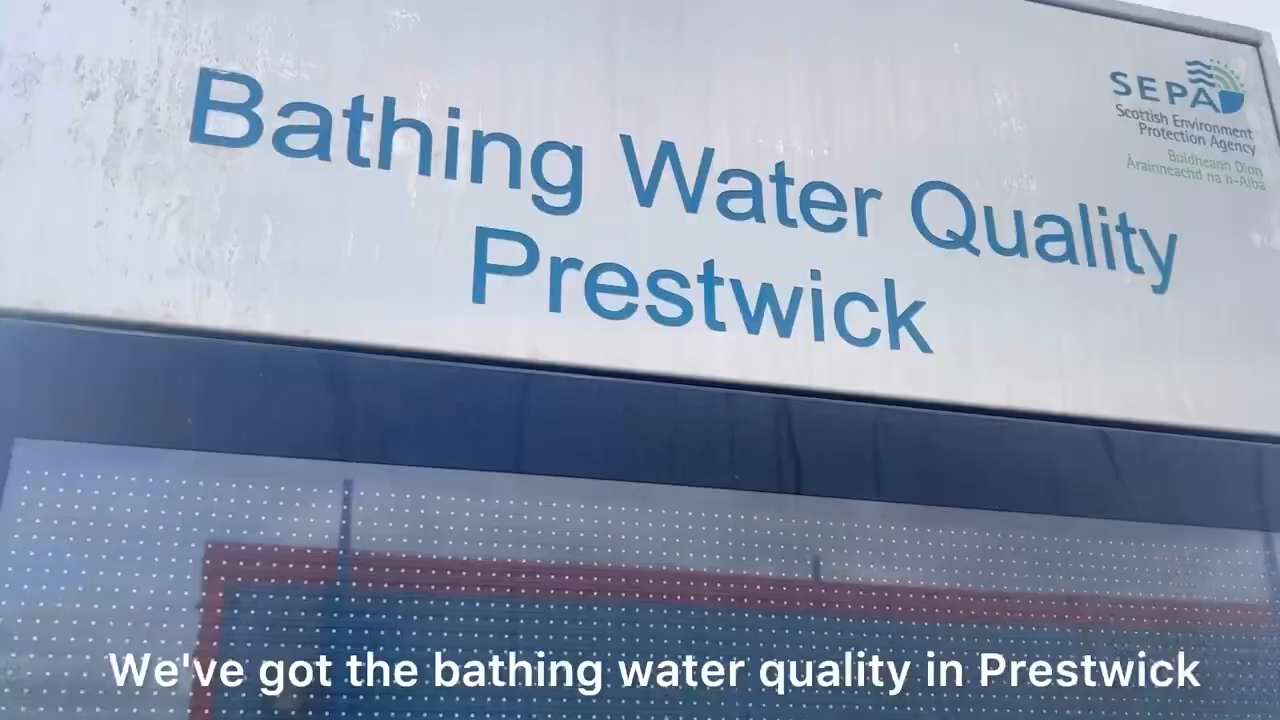 Bathing Water Quality
Prestwick
SEPA
Scottish Environment
Protection Agency
Buidheann Dìon
Àrainneachd na h-Alba
We've got the bathing water quality in Prestwick